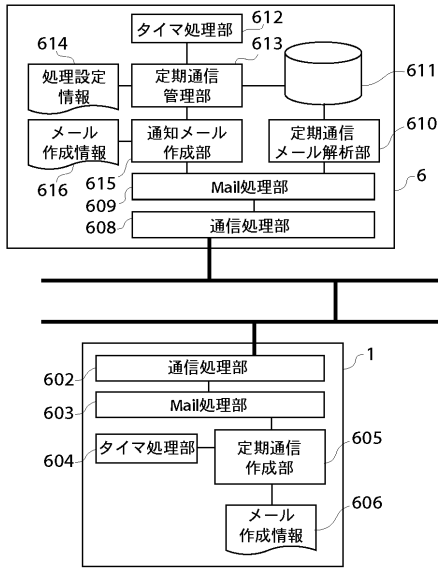 612
タイマ処理部
614
613
処理設定
情報
定期通信
管理部
611
メール
作成情報
通知メール
作成部
定期通信
メール解析部
610
616
615
Mail処理部
6
609
608
通信処理部
1
602
通信処理部
603
Mail処理部
604
タイマ処理部
定期通信
作成部
605
メール
作成情報
606